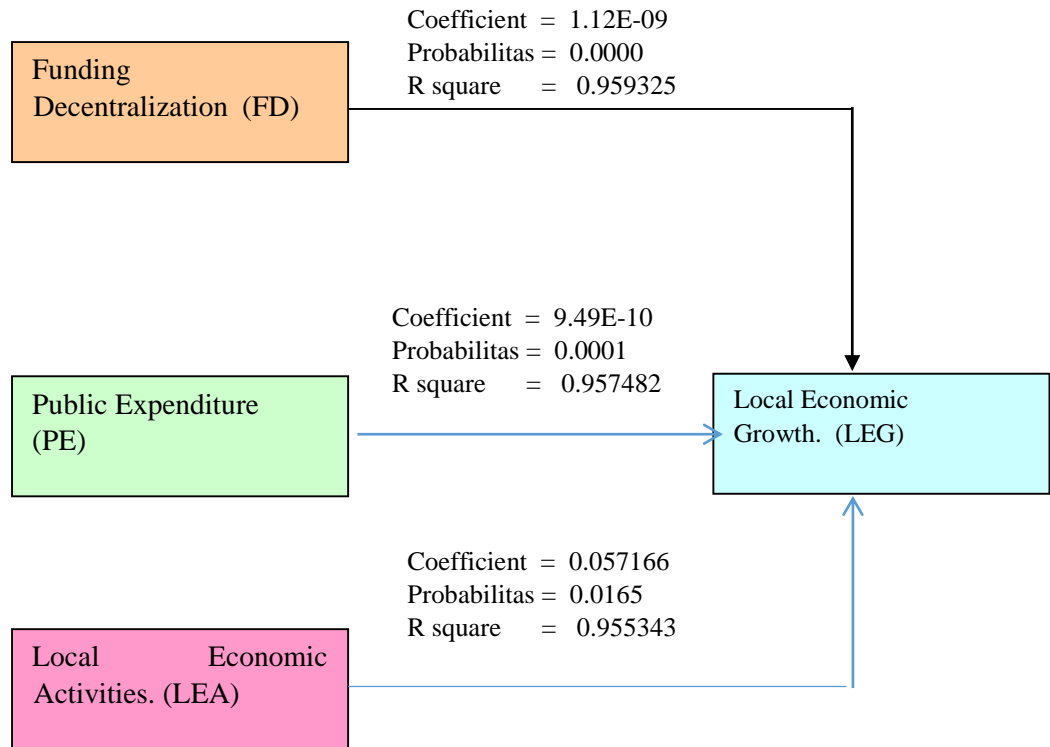 Coefficient = 1.12E-09
Probabilitas = 0.0000
R square = 0.959325
Funding
Decentralization (FD)
Coefficient = 9.49E-10
Probabilitas = 0.0001
R square = 0.957482
Public Expenditure
(PE)
Local Economic
Growth. (LEG)
Coefficient = 0.057166
Probabilitas = 0.0165
R square = 0.955343
Local Economic
Activities. (LEA)